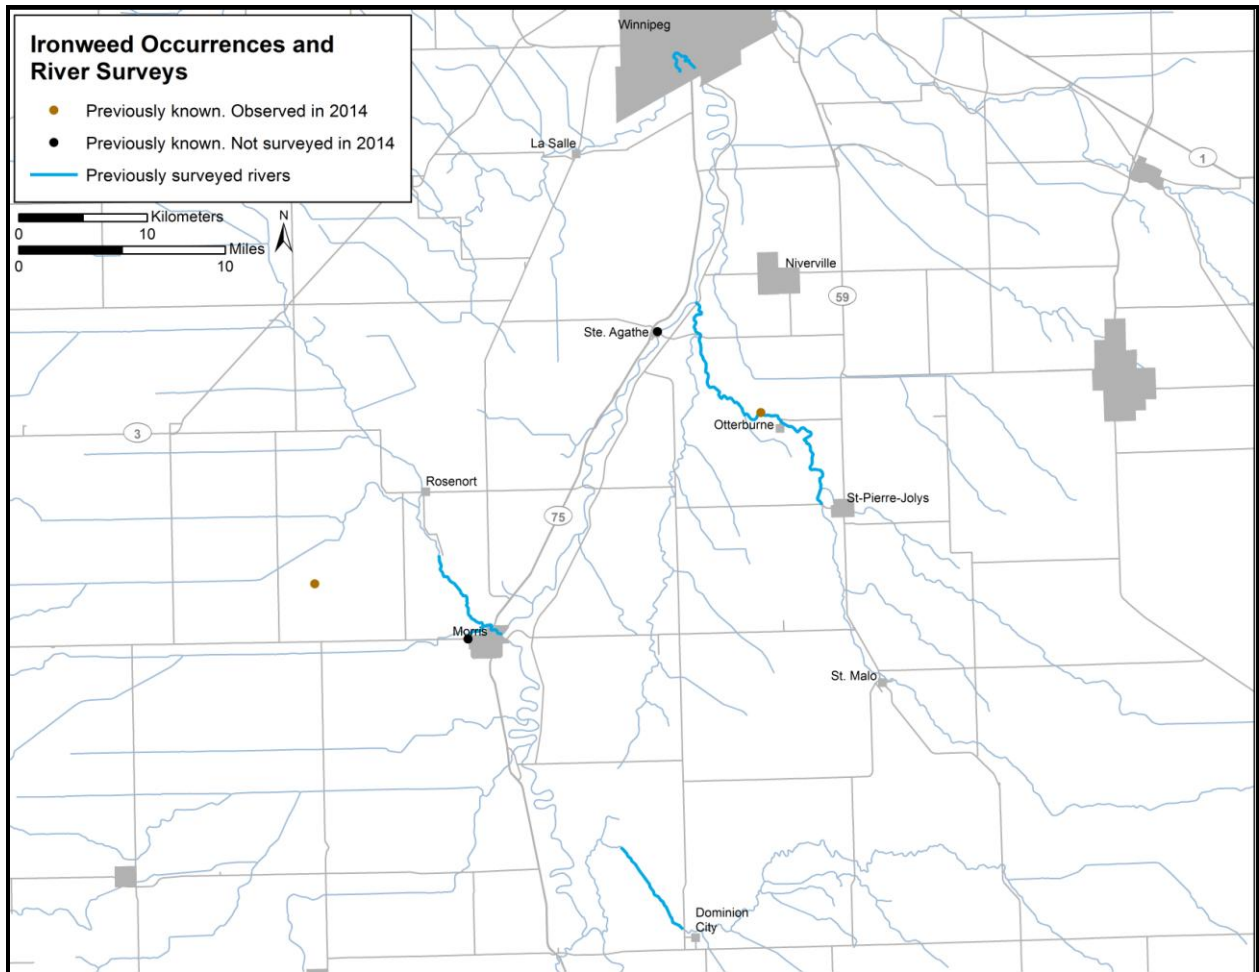 Ironweed Occurrences and
River Surveys
Previously known. Observed in 2014
Previously known. Not surveyed in 2014
Previously surveyed rivers
Kilometers
0 10
N
Miles
0 10
Winnipeg
La Salle
1
Niverville
59
Ste. Agathe
Otterburne
3
Rosenort
St-Pierre-Jolys
75
Morris
St. Malo
Dominion
City